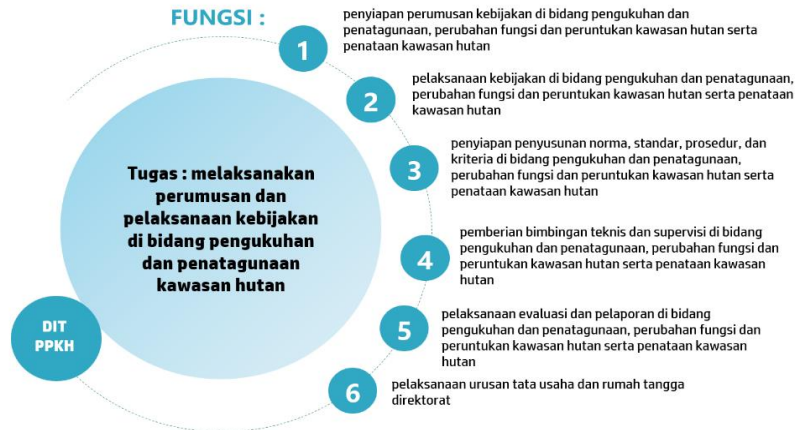 FUNGSI :
1
penyiapan perumusan kebijakan di bidang pengukuhan dan
penatagunaan, perubahan fungsi dan peruntukan kawasan hutan serta
penataan kawasan hutan
2
pelaksanaan kebijakan di bidang pengukuhan dan penatagunaan,
perubahan fungsi dan peruntukan kawasan hutan serta penataan
kawasan hutan
3
penyiapan penyusunan norma, standar, prosedur, dan
kriteria di bidang pengukuhan dan penatagunaan,
perubahan fungsi dan peruntukan kawasan hutan serta
penataan kawasan hutan
Tugas : melaksanakan
perumusan dan
pelaksanaan kebijakan
di bidang pengukuhan
dan penatagunaan
kawasan hutan
4
pemberian bimbingan teknis dan supervisi di bidang
pengukuhan dan penatagunaan, perubahan fungsi dan
peruntukan kawasan hutan serta penataan kawasan
hutan
5
pelaksanaan evaluasi dan pelaporan di bidang
pengukuhan dan penatagunaan, perubahan fungsi dan
peruntukan kawasan hutan serta penataan kawasan
hutan
DIT
PPKH
6
pelaksanaan urusan tata usaha dan rumah tangga
direktorat